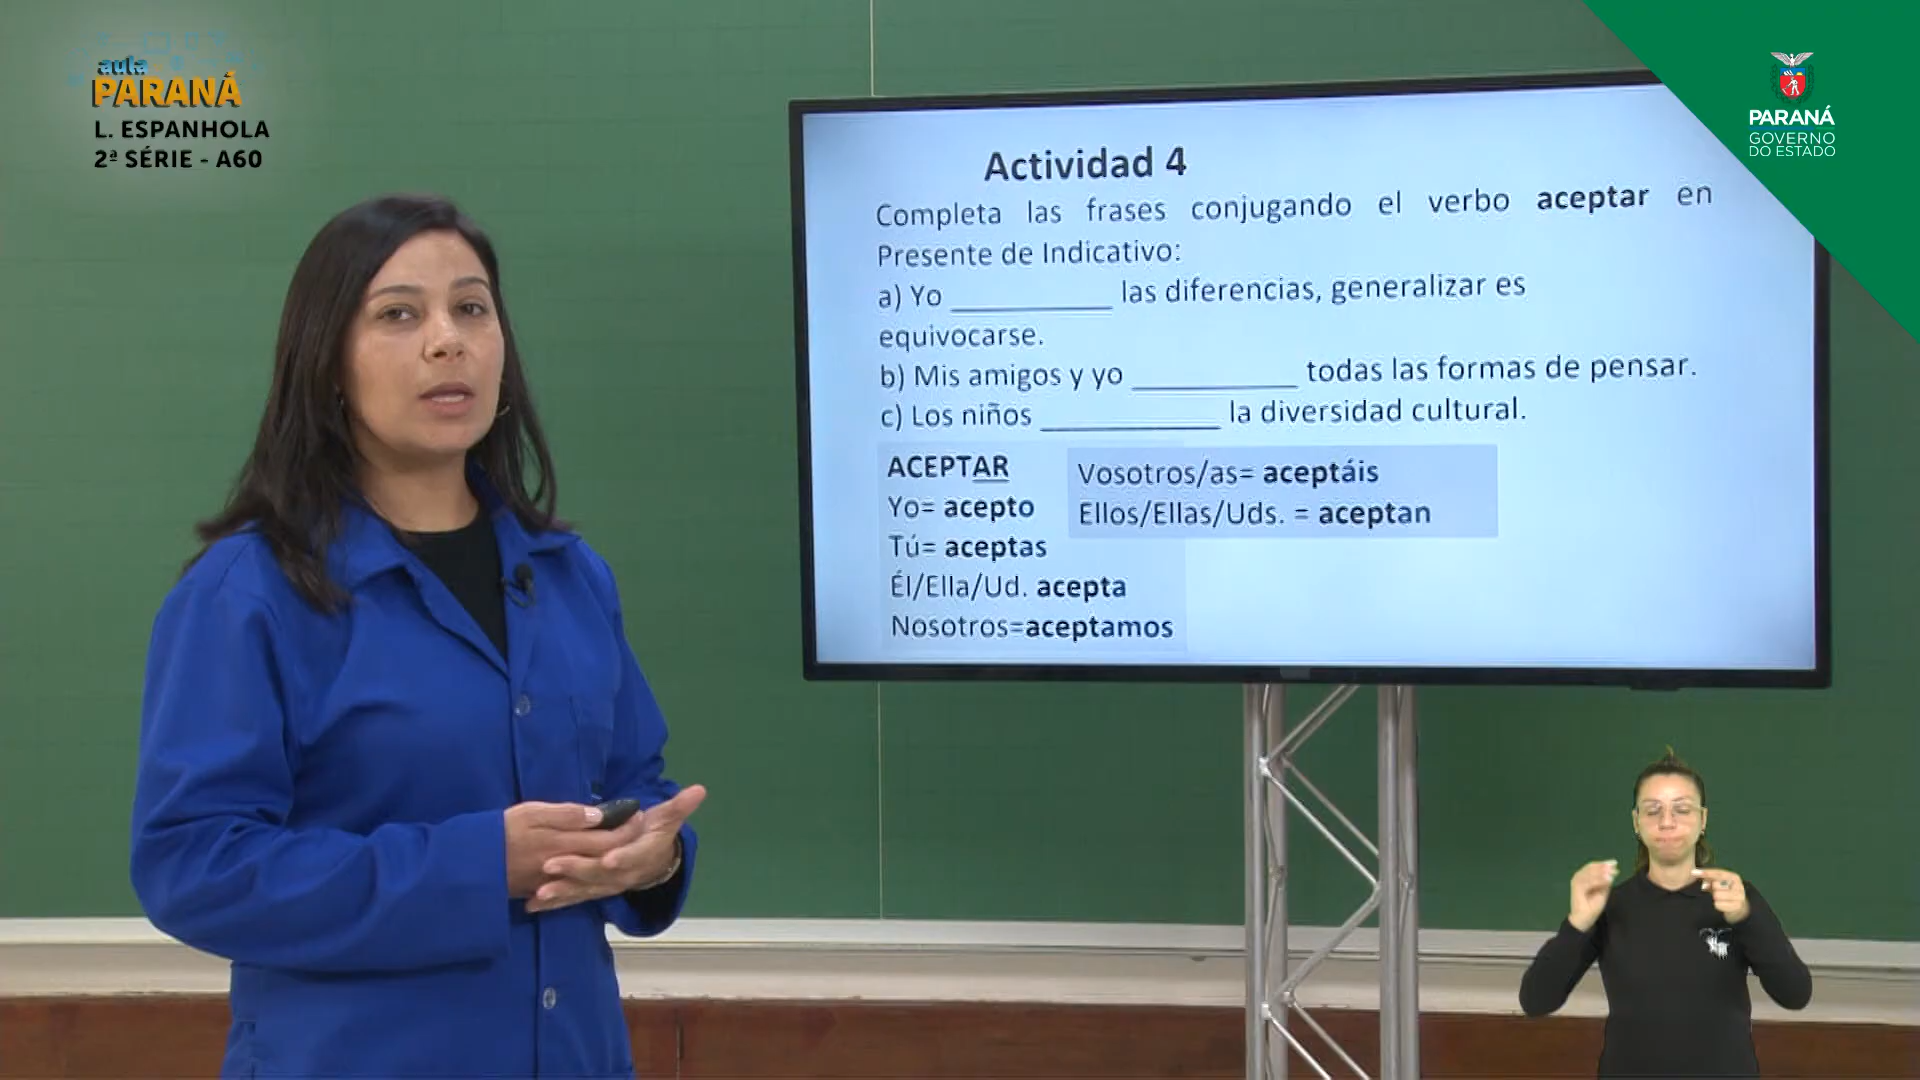 aula
PARANÁ
L. ESPANHOLA
2ª SÉRIE - A60
PARANÁ
GOVERNO
DO ESTADO
Actividad 4
Completa las frases conjugando el verbo aceptar en
Presente de Indicativo:
a) Yo __________ las diferencias, generalizar es
equivocarse.
b) Mis amigos y yo __________ todas las formas de pensar.
c) Los niños ___________ la diversidad cultural.
ACEPTAR
Yo= acepto
Tú= aceptas
Él/Ella/Ud. acepta
Nosotros=aceptamos
Vosotros/as= aceptáis
Ellos/Ellas/Uds. = aceptan